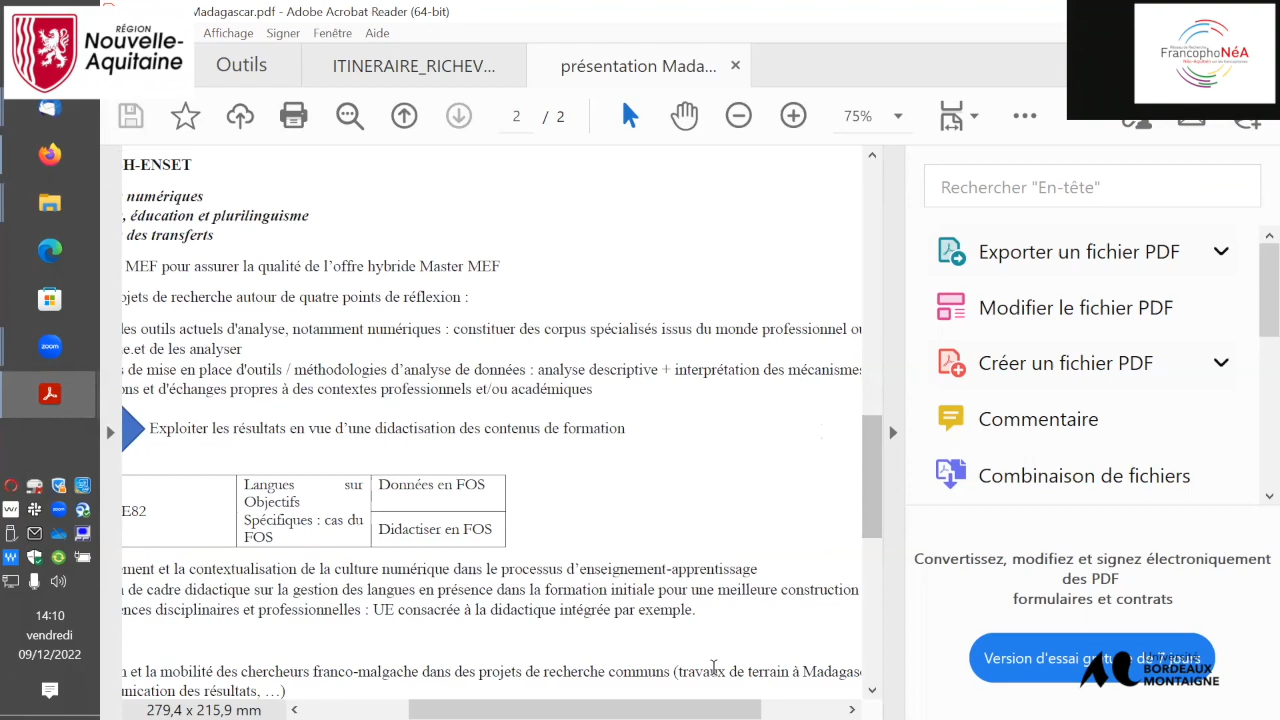 Madagascar.pdf - Adobe Acrobat Reader (64-bit)
Affichage Signer Fenêtre Aide
RÉGION
Nouvelle-
Aquitaine
Outils ITINERAIRE_RICHEV... présentation Mada...
FrancophoNéA
2 / 2 75%
H-ENSET
numériques
, éducation et plurilinguisme
des transferts
MEF pour assurer la qualité de l'offre hybride Master MEF
ojets de recherche autour de quatre points de réflexion :
les outils actuels d'analyse, notamment numériques : constituer des corpus spécialisés issus du monde professionnel ou
e.et de les analyser
s de mise en place d'outils / méthodologies d'analyse de données : analyse descriptive + interprétation des mécanismes
ons et d'échanges propres à des contextes professionnels et/ou académiques
Exploiter les résultats en vue d'une didactisation des contenus de formation
E82
Langues sur
Objectifs
Spécifiques : cas du
FOS
Données en FOS
Didactiser en FOS
ement et la contextualisation de la culture numérique dans le processus d'enseignement-apprentissage
n de cadre didactique sur la gestion des langues en présence dans la formation initiale pour une meilleure construction
ences disciplinaires et professionnelles : UE consacrée à la didactique intégrée par exemple.
n et la mobilité des chercheurs franco-malgache dans des projets de recherche communs (travaux de terrain à Madagas
unication des résultats, …)
279,4 x 215,9 mm
Rechercher "En-tête"
Exporter un fichier PDF
Modifier le fichier PDF
Créer un fichier PDF
Commentaire
Combinaison de fichiers
Convertissez, modifiez et signez électroniquement
des PDF
formulaires et contrats
Version d'essai gratuite de 7 jours
Université
BORDEAUX
MONTAIGNE
zoom
14:10
vendredi
09/12/2022